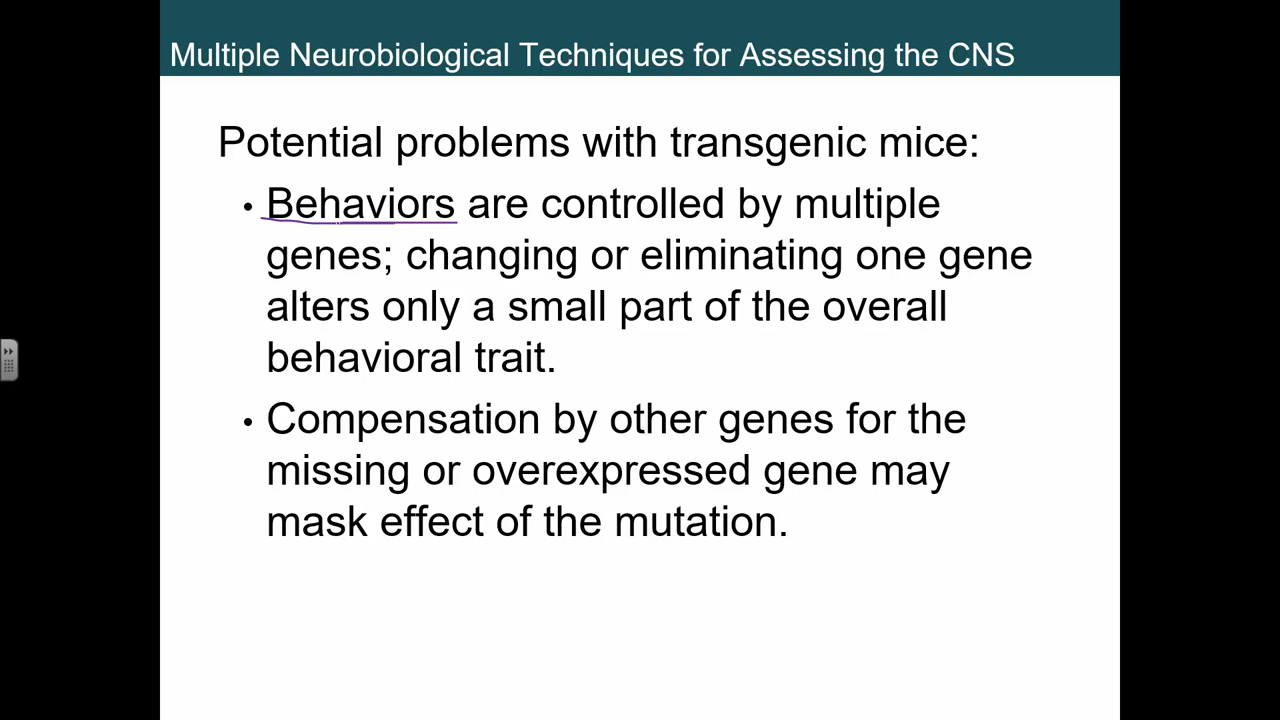 Multiple Neurobiological Techniques for Assessing the CNS
Potential problems with transgenic mice:
• Behaviors are controlled by multiple
genes; changing or eliminating one gene
alters only a small part of the overall
behavioral trait.
• Compensation by other genes for the
missing or overexpressed gene may
mask effect of the mutation.